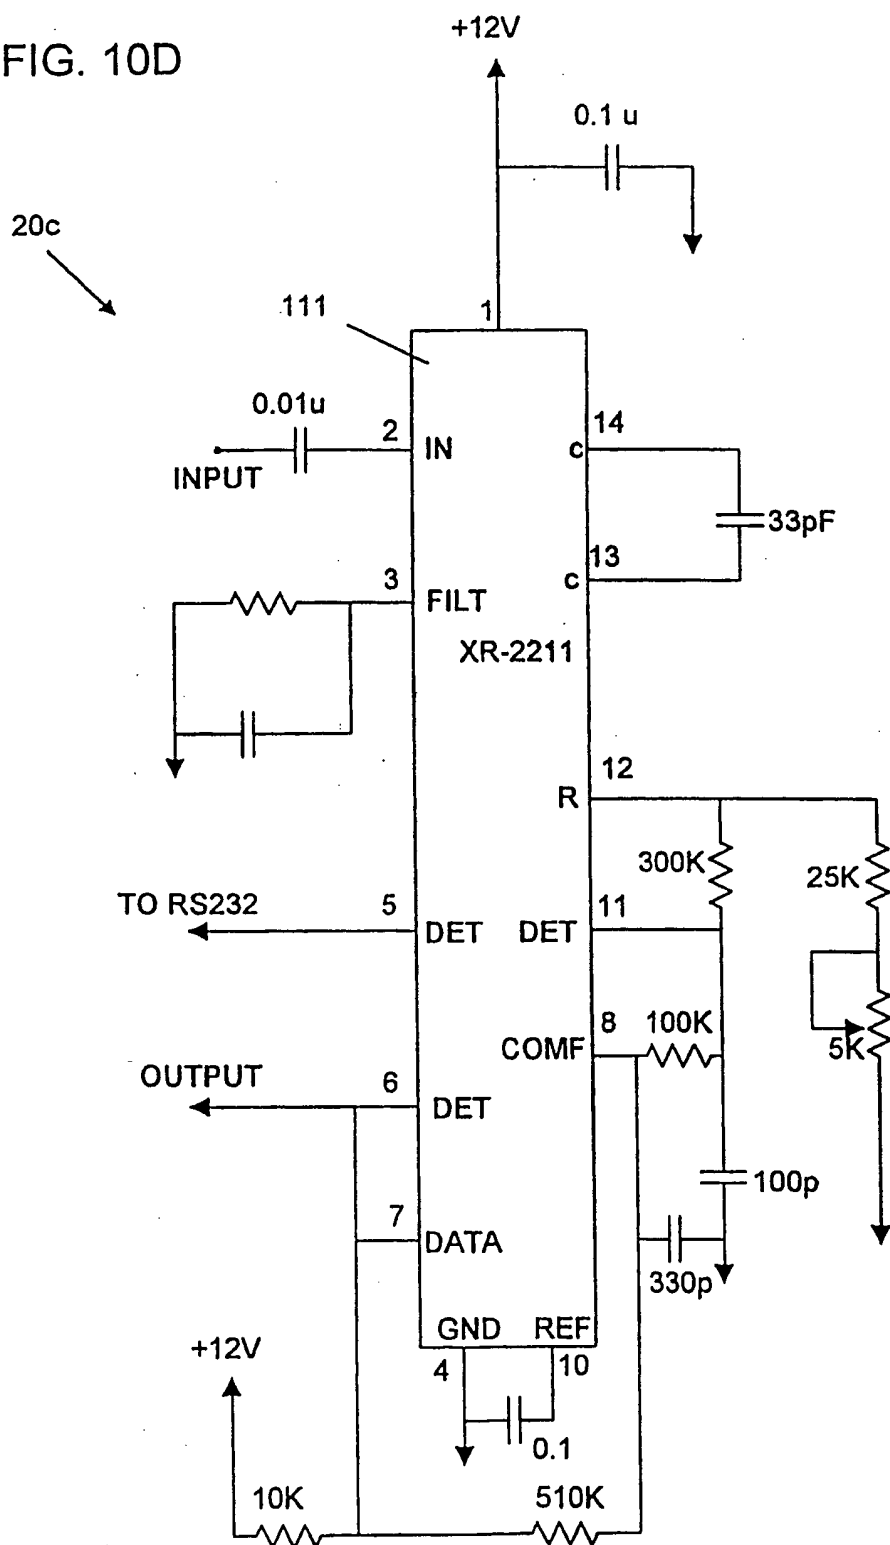 FIG. 10D
+12V
0.1 u
20c
111
1
0.01u
2
IN
INPUT
14
c
33pF
13
c
3
FILT
XR-2211
12
R
300K
25K
TO RS232
5
DET
DET
11
5K
8
100K
COMF
OUTPUT
6
DET
100p
7
DATA
330p
GND
REF
4
10
+12V
0.1
10K
510K